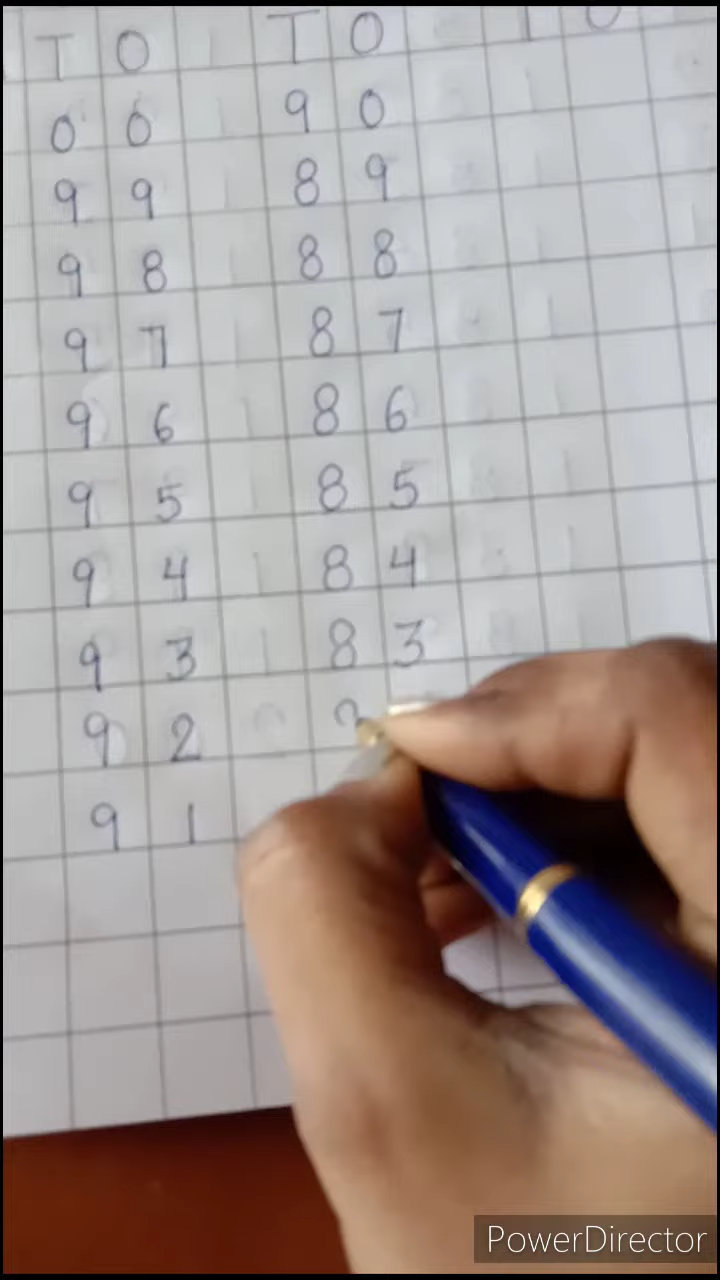 T O T O T O
0 0 9 0
9 9 8 9
9 8 8 8
9 7 8 7
9 6 8 6
9 5 8 5
9 4 8 4
9 3 8 3
9 2
9 1
PowerDirector